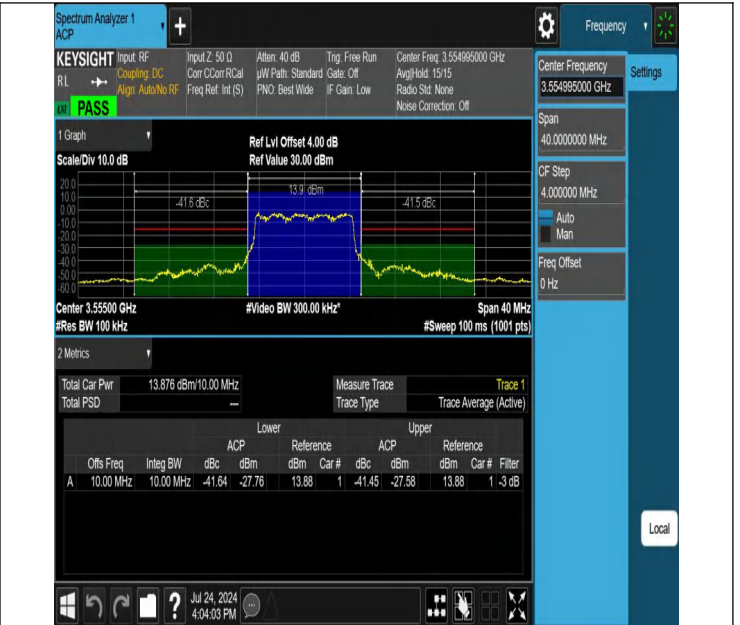 Spectrum Analyzer 1
ACP
+
Frequency
KEYSIGHT
RL
PASS
Input: RF
Coupling: DC
Align: Auto/No RF
Input Z: 50 Ω
Corr CCorr RCal
Freq Ref: Int (S)
Atten: 40 dB
µW Path: Standard
PNO: Best Wide
Trig: Free Run
Gate: Off
IF Gain: Low
Center Freq: 3.554995000 GHz
Avg|Hold: 15/15
Radio Std: None
Noise Correction: Off
Center Frequency
3.554995000 GHz
Settings
Span
40.0000000 MHz
CF Step
4.000000 MHz
Auto
Man
Freq Offset
0 Hz
1 Graph
Scale/Div 10.0 dB
Ref Lvl Offset 4.00 dB
Ref Value 30.00 dBm
20.0
10.0
0.00
-10.0
-20.0
-30.0
-40.0
-50.0
-60.0
-41.6 dBc
13.9 dBm
-41.5 dBc
Center 3.55500 GHz
#Video BW 300.00 kHz*
Span 40 MHz
#Res BW 100 kHz
#Sweep 100 ms (1001 pts)
2 Metrics
Total Car Pwr 13.876 dBm/10.00 MHz
Total PSD ---
Measure Trace Trace 1
Trace Type Trace Average (Active)
Lower Upper
ACP Reference ACP Reference
Offs Freq Integ BW dBc dBm dBm Car # dBc dBm dBm Car # Filter
A 10.00 MHz 10.00 MHz -41.64 -27.76 13.88 1 -41.45 -27.58 13.88 1 -3 dB
Local
?
Jul 24, 2024
4:04:03 PM